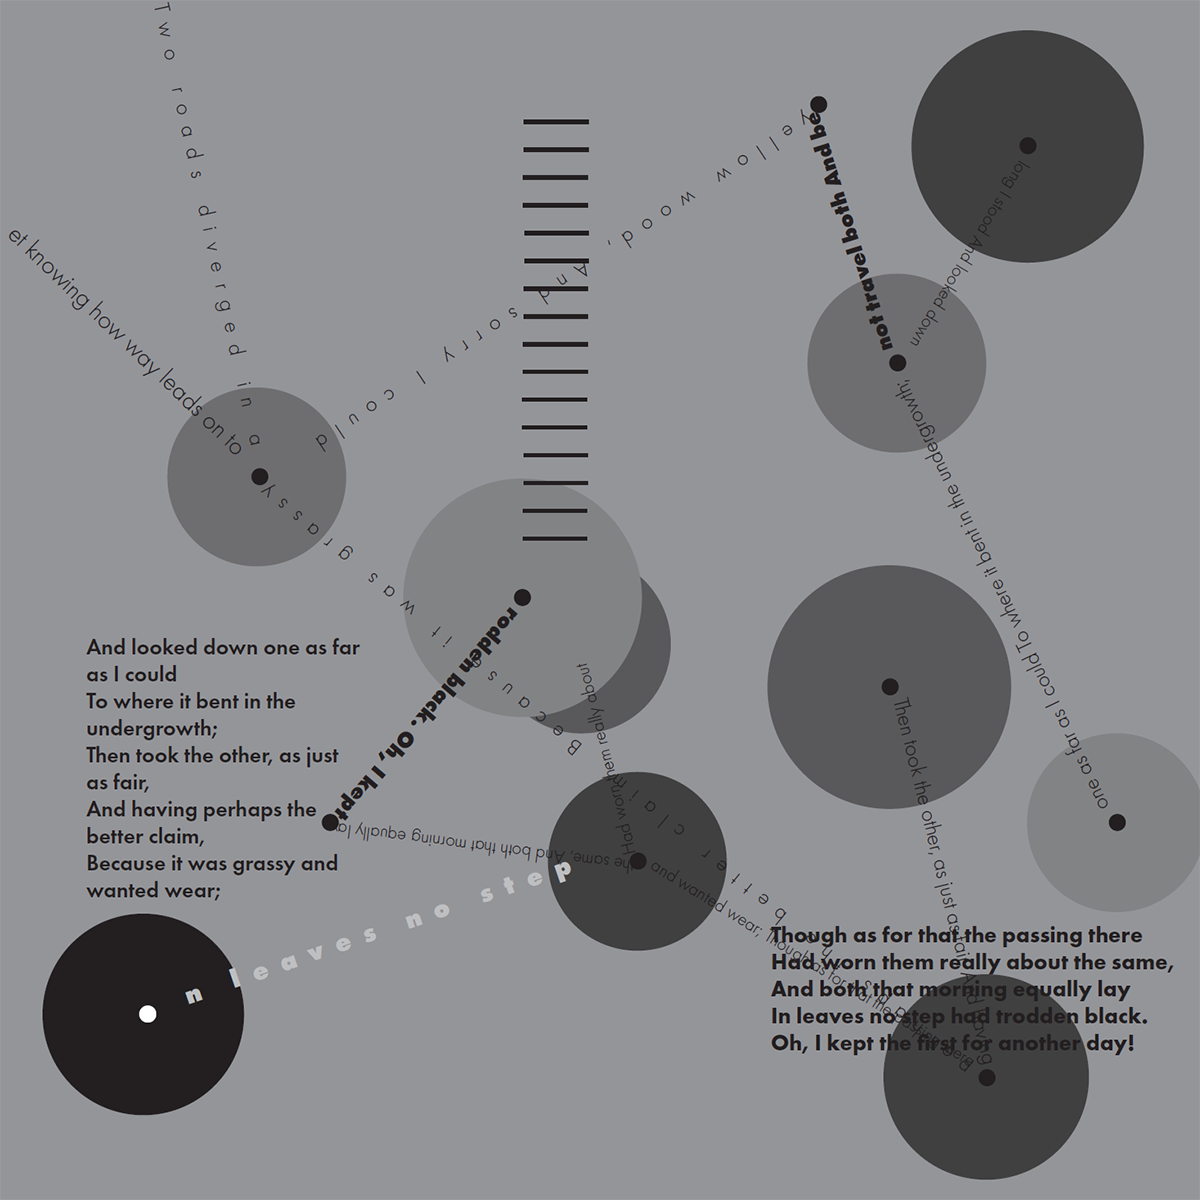 Two roads diverged in a
yellow wood, And sorry I could
not travel both And be
long I stood And looked down
one as far as I could To where it bent in the undergrowth;
Then took the other, as just as fair, And having
better clai
Because it was grassy
and wanted wear; Though as for that the passing there
Had worn them really about
the same, And both that morning equally la
n leaves no step
rodden black. Oh, I kept
et knowing how way leads on to
And looked down one as far
as I could
To where it bent in the
undergrowth;
Then took the other, as just
as fair,
And having perhaps the
better claim,
Because it was grassy and
wanted wear;
Though as for that the passing there
Had worn them really about the same,
And both that morning equally lay
In leaves no step had trodden black.
Oh, I kept the first for another day!